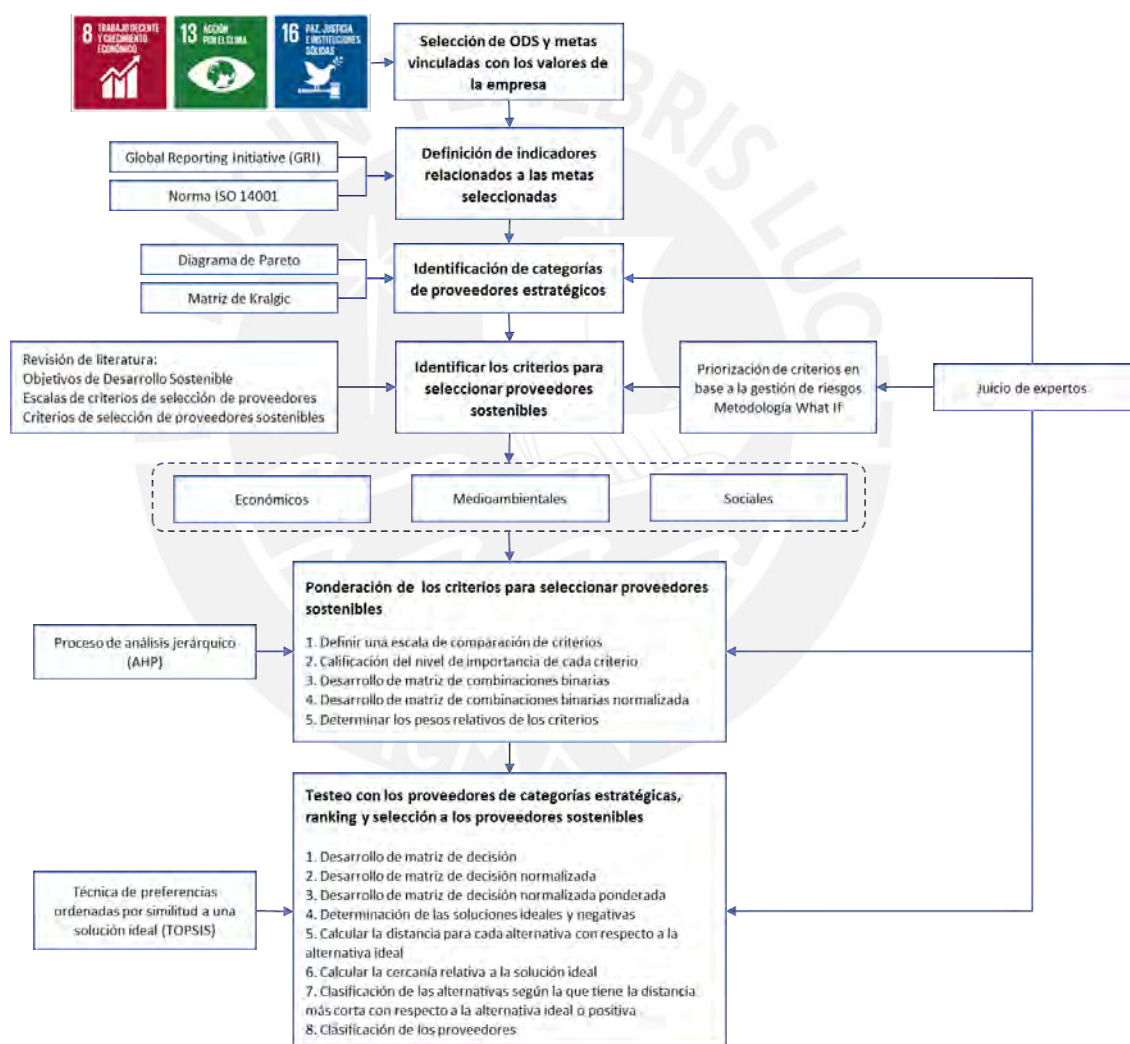 8 TRABAJO DECENTE
Y CRECIMIENTO
ECONÓMICO
13 ACCIÓN
POR EL CLIMA
16 PAZ, JUSTICIA
E INSTITUCIONES
SÓLIDAS
Selección de ODS y metas
vinculadas con los valores de
la empresa
Global Reporting Initiative (GRI)
Norma ISO 14001
Definición de indicadores
relacionados a las metas
seleccionadas
Diagrama de Pareto
Matriz de Kralgic
Identificación de categorías
de proveedores estratégicos
Revisión de literatura:
Objetivos de Desarrollo Sostenible
Escalas de criterios de selección de proveedores
Criterios de selección de proveedores sostenibles
Identificar los criterios para
seleccionar proveedores
sostenibles
Priorización de criterios en
base a la gestión de riesgos
Metodología What If
Juicio de expertos
Económicos
Medioambientales
Sociales
Proceso de análisis jerárquico
(AHP)
Ponderación de los criterios para seleccionar proveedores
sostenibles
1. Definir una escala de comparación de criterios
2. Calificación del nivel de importancia de cada criterio
3. Desarrollo de matriz de combinaciones binarias
4. Desarrollo de matriz de combinaciones binarias normalizada
5. Determinar los pesos relativos de los criterios
Técnica de preferencias
ordenadas por similitud a una
solución ideal (TOPSIS)
Testeo con los proveedores de categorías estratégicas,
ranking y selección a los proveedores sostenibles
1. Desarrollo de matriz de decisión
2. Desarrollo de matriz de decisión normalizada
3. Desarrollo de matriz de decisión normalizada ponderada
4. Determinación de las soluciones ideales y negativas
5. Calcular la distancia para cada alternativa con respecto a la
alternativa ideal
6. Calcular la cercanía relativa a la solución ideal
7. Clasificación de las alternativas según la que tiene la distancia
más corta con respecto a la alternativa ideal o positiva
8. Clasificación de los proveedores